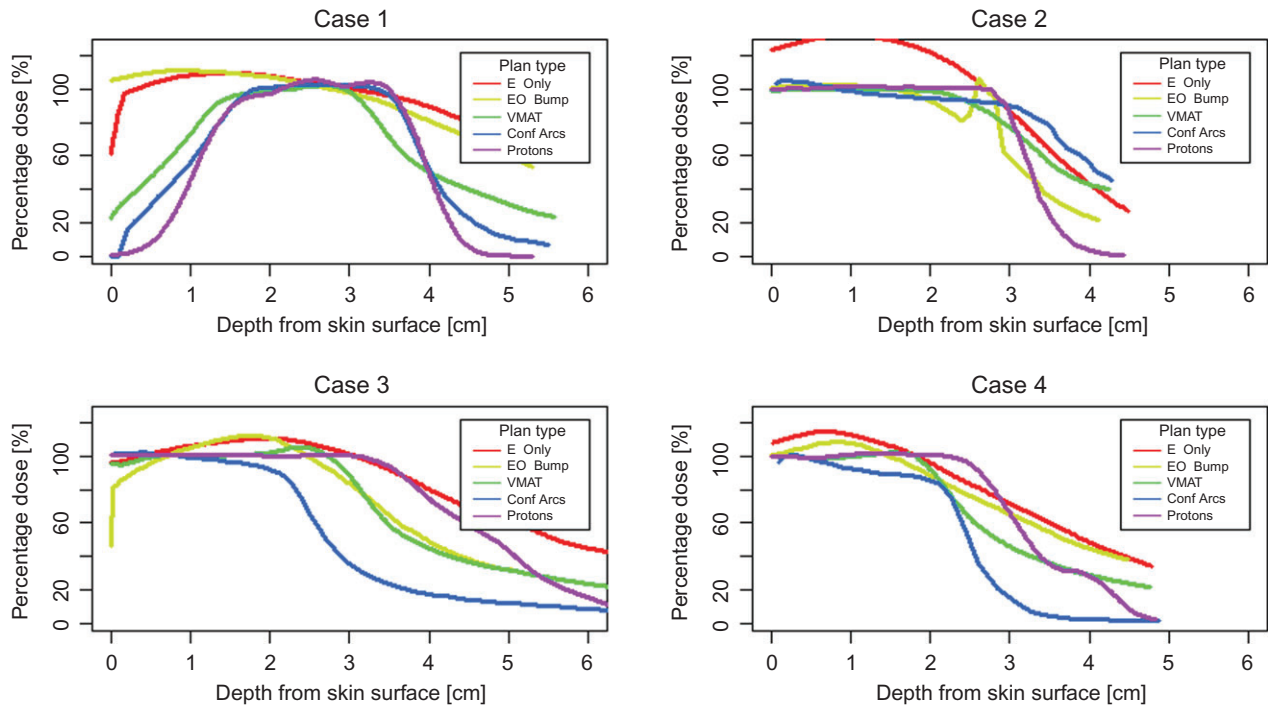 Case 1
Percentage dose [%]
100
60
20
0
Plan type
E Only
EO Bump
VMAT
Conf Arcs
Protons
0 1 2 3 4 5 6
Depth from skin surface [cm]
Case 2
Percentage dose [%]
100
60
20
0
Plan type
E Only
EO Bump
VMAT
Conf Arcs
Protons
0 1 2 3 4 5 6
Depth from skin surface [cm]
Case 3
Percentage dose [%]
100
60
20
0
Plan type
E Only
EO Bump
VMAT
Conf Arcs
Protons
0 1 2 3 4 5 6
Depth from skin surface [cm]
Case 4
Percentage dose [%]
100
60
20
0
Plan type
E Only
EO Bump
VMAT
Conf Arcs
Protons
0 1 2 3 4 5 6
Depth from skin surface [cm]